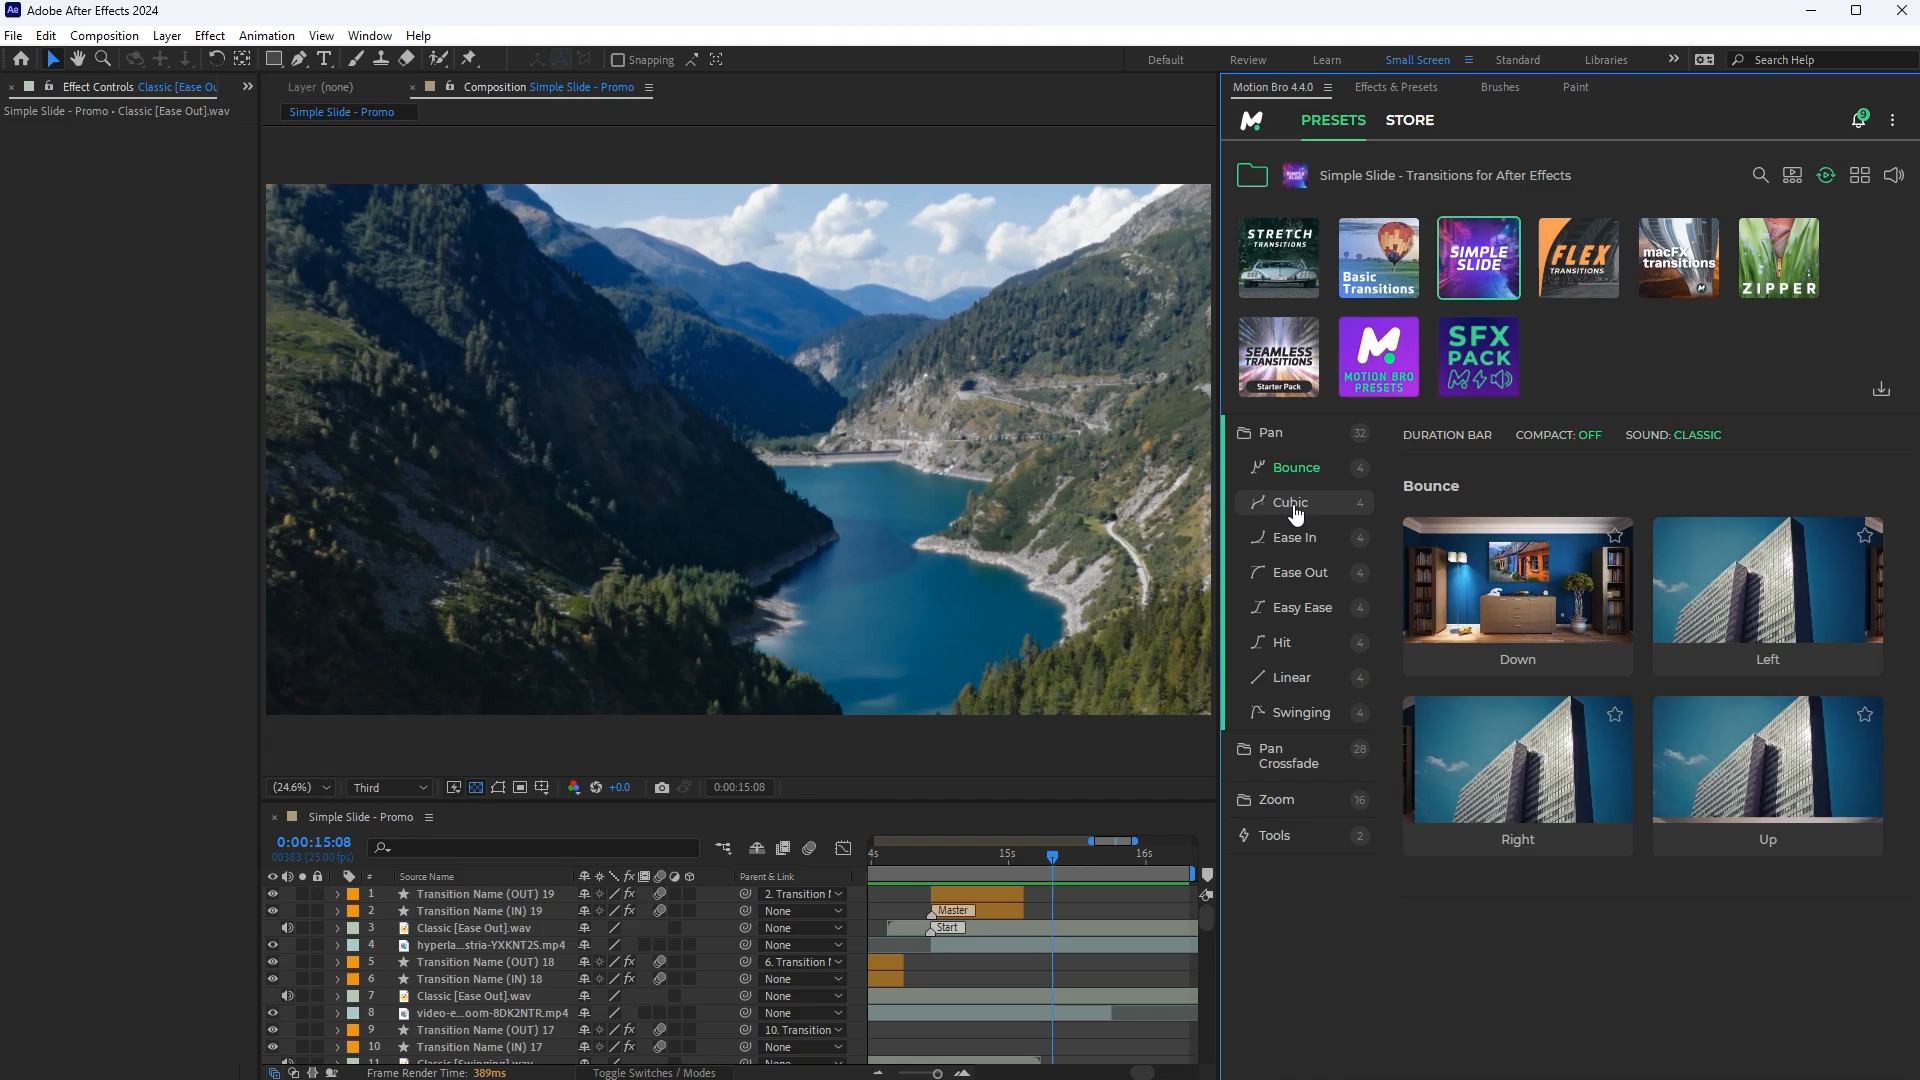 Ae Adobe After Effects 2024
File Edit Composition Layer Effect Animation View Window Help
Snapping Default Review Learn Small Screen Standard Libraries Search Help
Effect Controls Classic [Ease Ou
Simple Slide - Promo • Classic [Ease Out].wav
Layer (none)
Composition Simple Slide - Promo
Simple Slide - Promo
Motion Bro 4.4.0 Effects & Presets Brushes Paint
PRESETS STORE
9
Simple Slide - Transitions for After Effects
STRETCH
TRANSITIONS
Basic
Transitions
SIMPLE
SLIDE
FLEX
TRANSITIONS
macFX
transitions
ZIPPER
SEAMLESS
TRANSITIONS
Starter Pack
MOTION BRO
PRESETS
SFX
PACK
Pan 32
Bounce 4
Cubic 4
Ease In 4
Ease Out 4
Easy Ease 4
Hit 4
Linear 4
Swinging 4
Pan
Crossfade 28
Zoom 16
Tools 2
DURATION BAR COMPACT: OFF SOUND: CLASSIC
Bounce
Down
Left
Right
Up
(24.6%) Third +0.0 0:00:15:08
Simple Slide - Promo
0:00:15:08
00383 (25.00 fps)
4s 15s 16s
# Source Name Parent & Link
1 Transition Name (OUT) 19 2. Transition
2 Transition Name (IN) 19 None Master
3 Classic [Ease Out].wav None Start
4 hyperla...stria-YXKNT2S.mp4 None
5 Transition Name (OUT) 18 6. Transition
6 Transition Name (IN) 18 None
7 Classic [Ease Out].wav None
8 video-e...oom-8DK2NTR.mp4 None
9 Transition Name (OUT) 17 10. Transition
10 Transition Name (IN) 17 None
11 Classic [Swinging].wav None
Frame Render Time: 389ms Toggle Switches / Modes